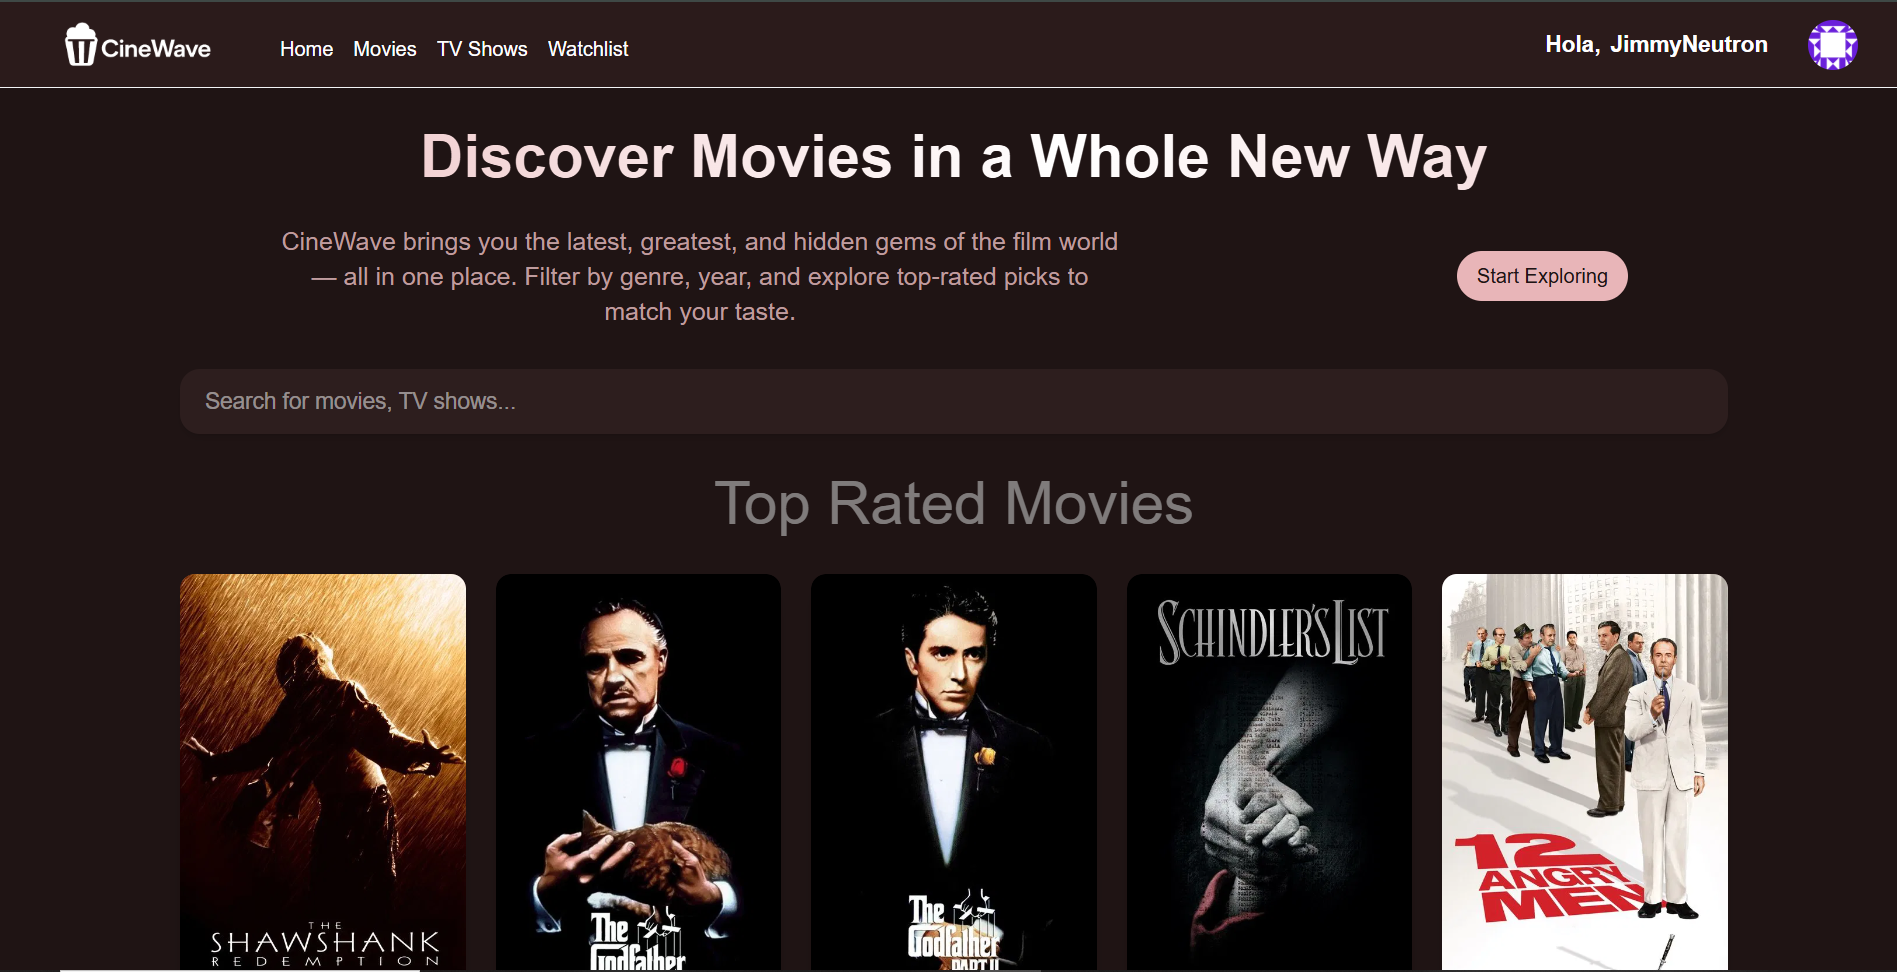 CineWave
Home Movies TV Shows Watchlist
Hola, JimmyNeutron
Discover Movies in a Whole New Way
CineWave brings you the latest, greatest, and hidden gems of the film world
— all in one place. Filter by genre, year, and explore top-rated picks to
match your taste.
Start Exploring
Search for movies, TV shows...
Top Rated Movies
THE
SHAWSHANK
REDEMPTION
The
Godfather
The
Godfather
PART II
SCHINDLER'S LIST
12
ANGRY
MEN